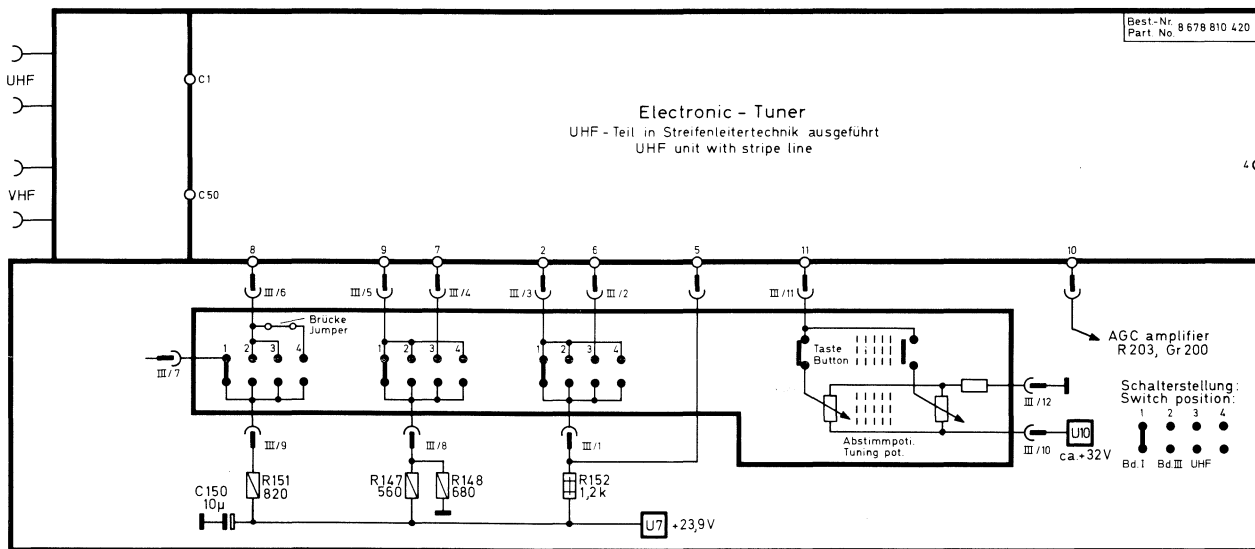 Best.-Nr.
Part. No. 8 678 810 420
UHF
C1
Electronic - Tuner
UHF - Teil in Streifenleitertechnik ausgeführt
UHF unit with stripe line
4
VHF
C50
8 9 7 2 6 5 11 10
III/6 III/5 III/4 III/3 III/2 III/11
Brücke
Jumper
1 2 3 4
1 2 3 4
1 2 3 4
Taste
Button
AGC amplifier
R203, Gr200
III/7
III/12
Schalterstellung:
Switch position:
1 2 3 4
Bd.I Bd.III UHF
Abstimmpoti.
Tuning pot.
III/10
U10
ca.+32V
III/9 III/8 III/1
C150
10µ
R151
820
R147
560
R148
680
R152
1,2k
U7 +23,9V